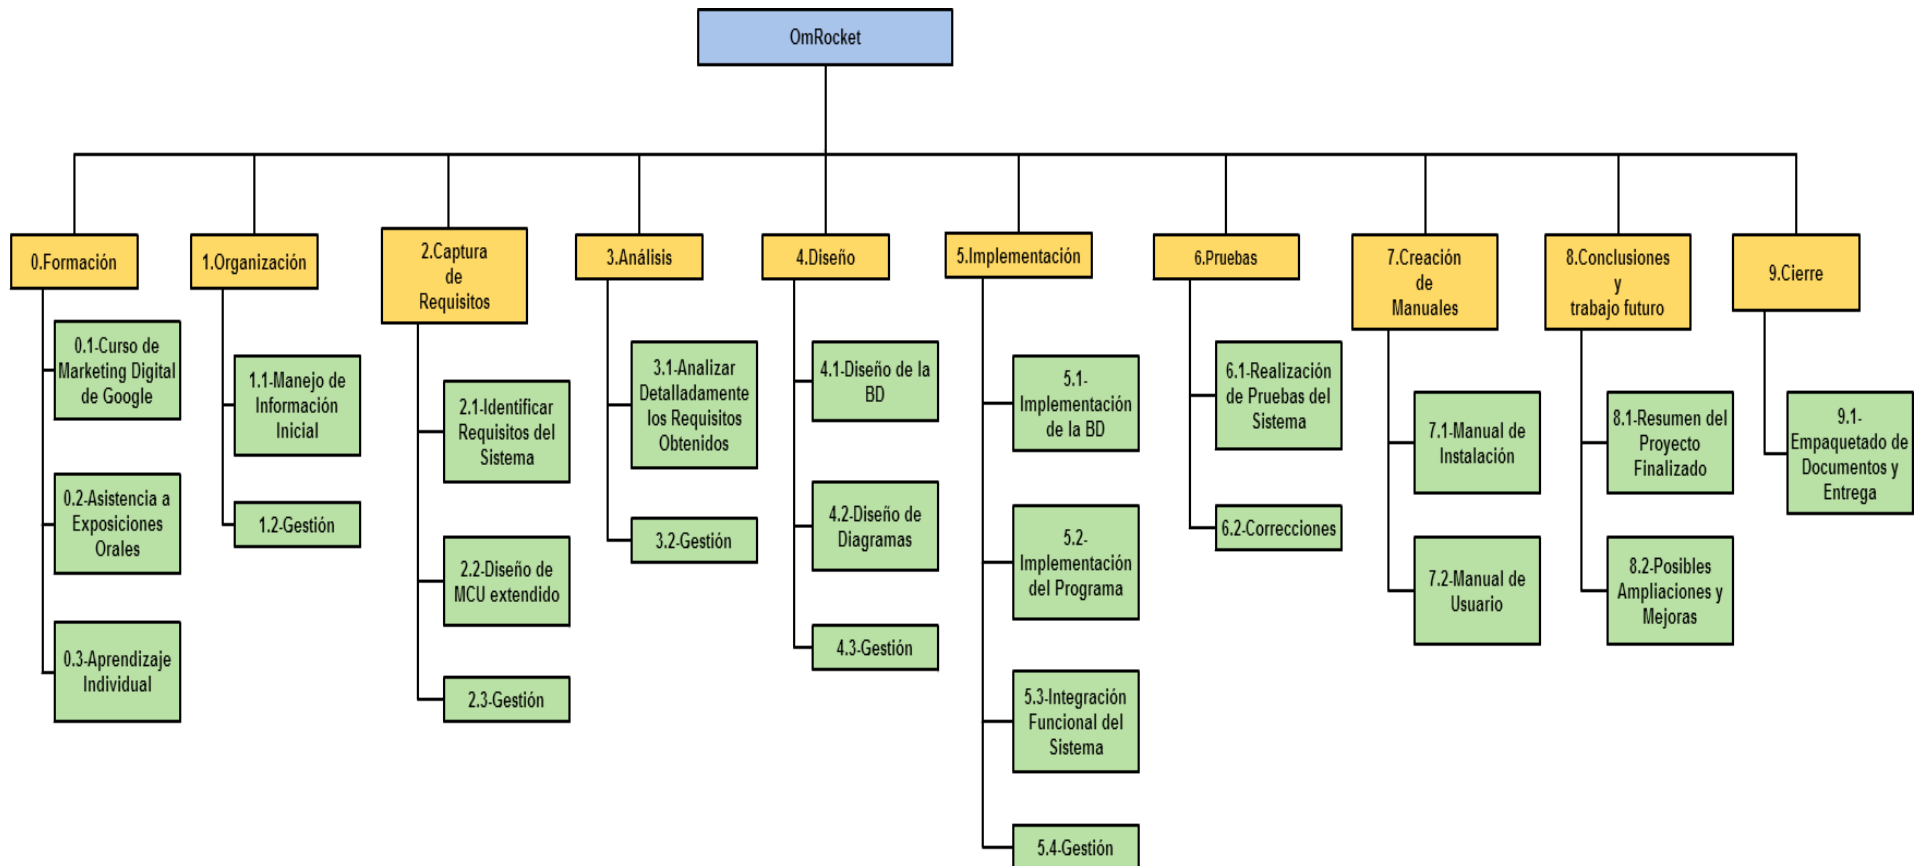 OmRocket
0.Formación
0.1-Curso de
Marketing Digital
de Google
0.2-Asistencia a
Exposiciones
Orales
0.3-Aprendizaje
Individual
1.Organización
1.1-Manejo de
Información
Inicial
1.2-Gestión
2.Captura
de
Requisitos
2.1-Identificar
Requisitos del
Sistema
2.2-Diseño de
MCU extendido
2.3-Gestión
3.Análisis
3.1-Analizar
Detalladamente
los Requisitos
Obtenidos
3.2-Gestión
4.Diseño
4.1-Diseño de la
BD
4.2-Diseño de
Diagramas
4.3-Gestión
5.Implementación
5.1-
Implementación
de la BD
5.2-
Implementación
del Programa
5.3-Integración
Funcional del
Sistema
5.4-Gestión
6.Pruebas
6.1-Realización
de Pruebas del
Sistema
6.2-Correcciones
7.Creación
de
Manuales
7.1-Manual de
Instalación
7.2-Manual de
Usuario
8.Conclusiones
y
trabajo futuro
8.1-Resumen del
Proyecto
Finalizado
8.2-Posibles
Ampliaciones y
Mejoras
9.Cierre
9.1-
Empaquetado de
Documentos y
Entrega